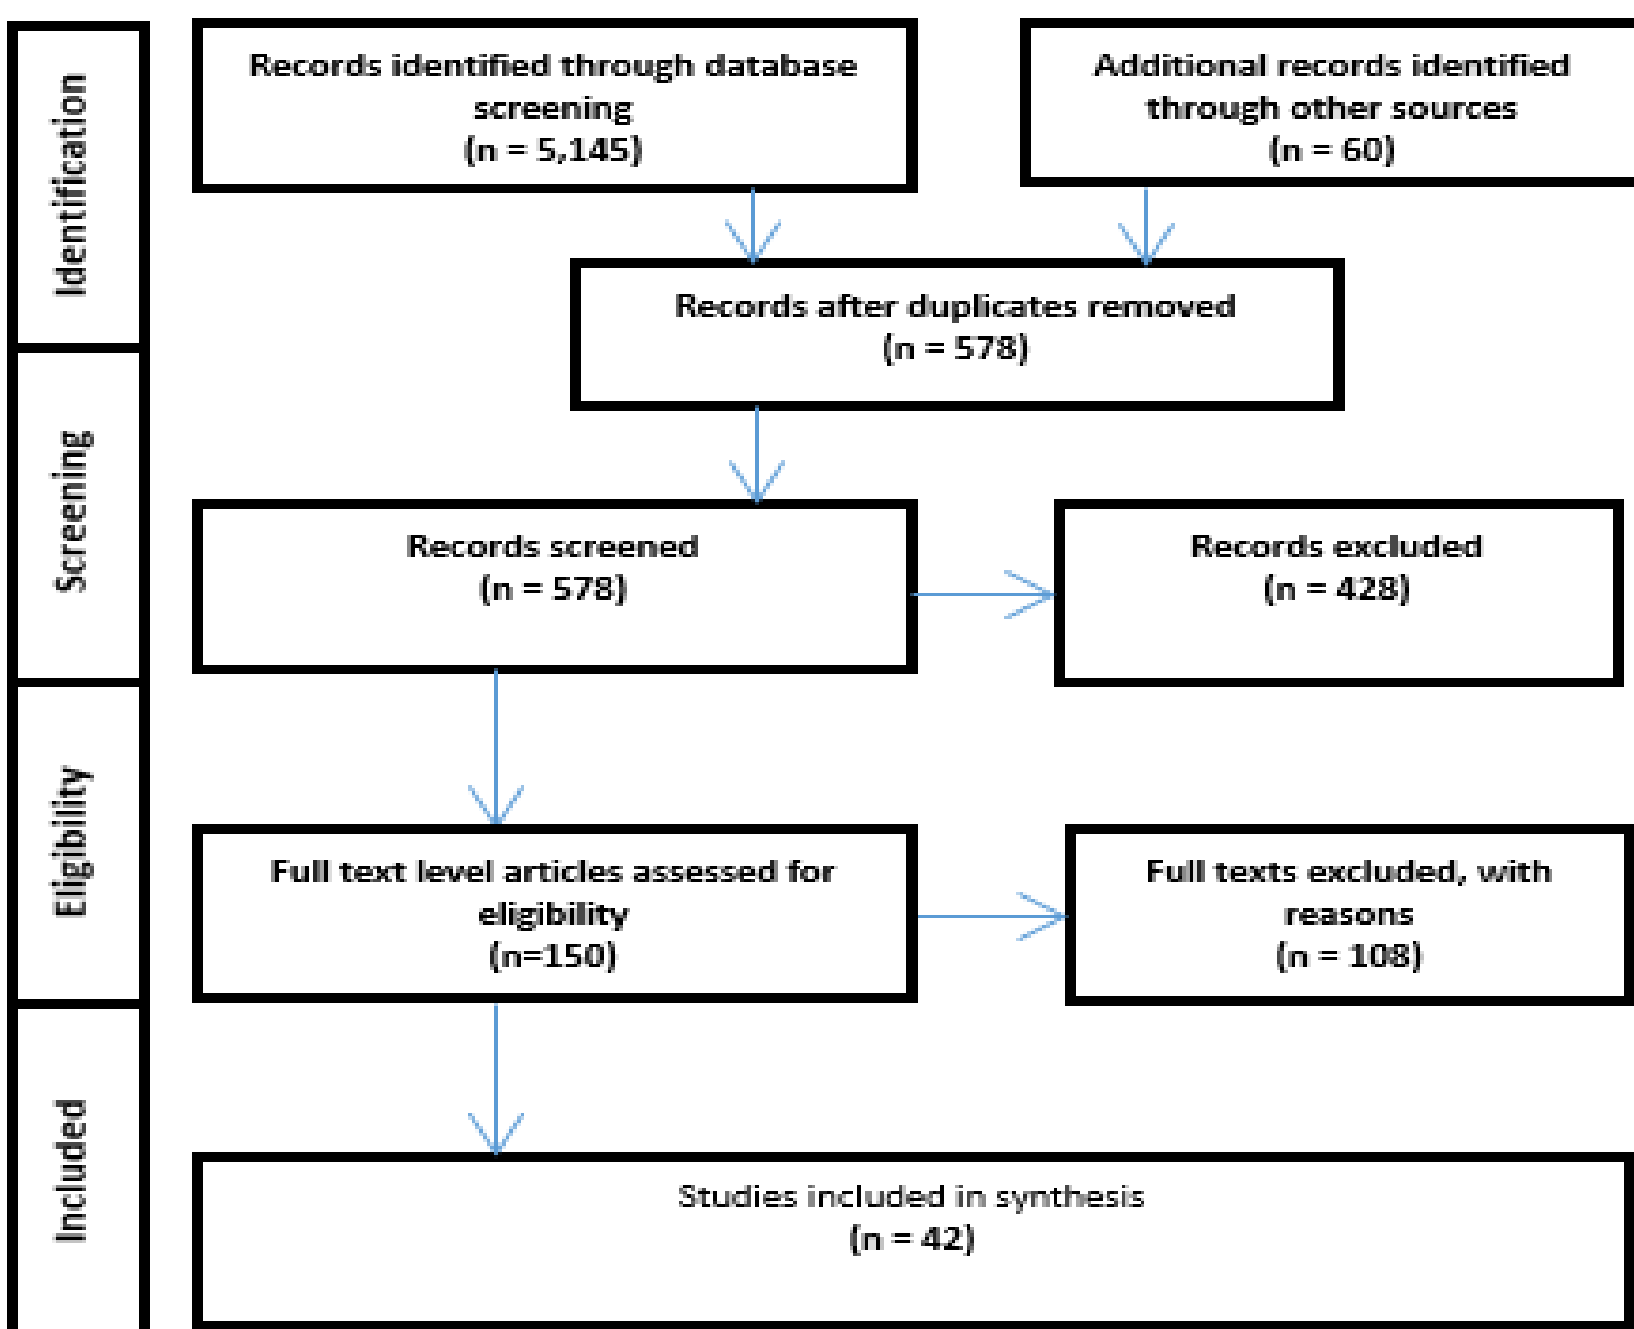 Identification
Records identified through database
screening
(n = 5,145)
Additional records identified
through other sources
(n = 60)
Records after duplicates removed
(n = 578)
Screening
Records screened
(n = 578)
Records excluded
(n = 428)
Eligibility
Full text level articles assessed for
eligibility
(n=150)
Full texts excluded, with
reasons
(n = 108)
Included
Studies included in synthesis
(n = 42)